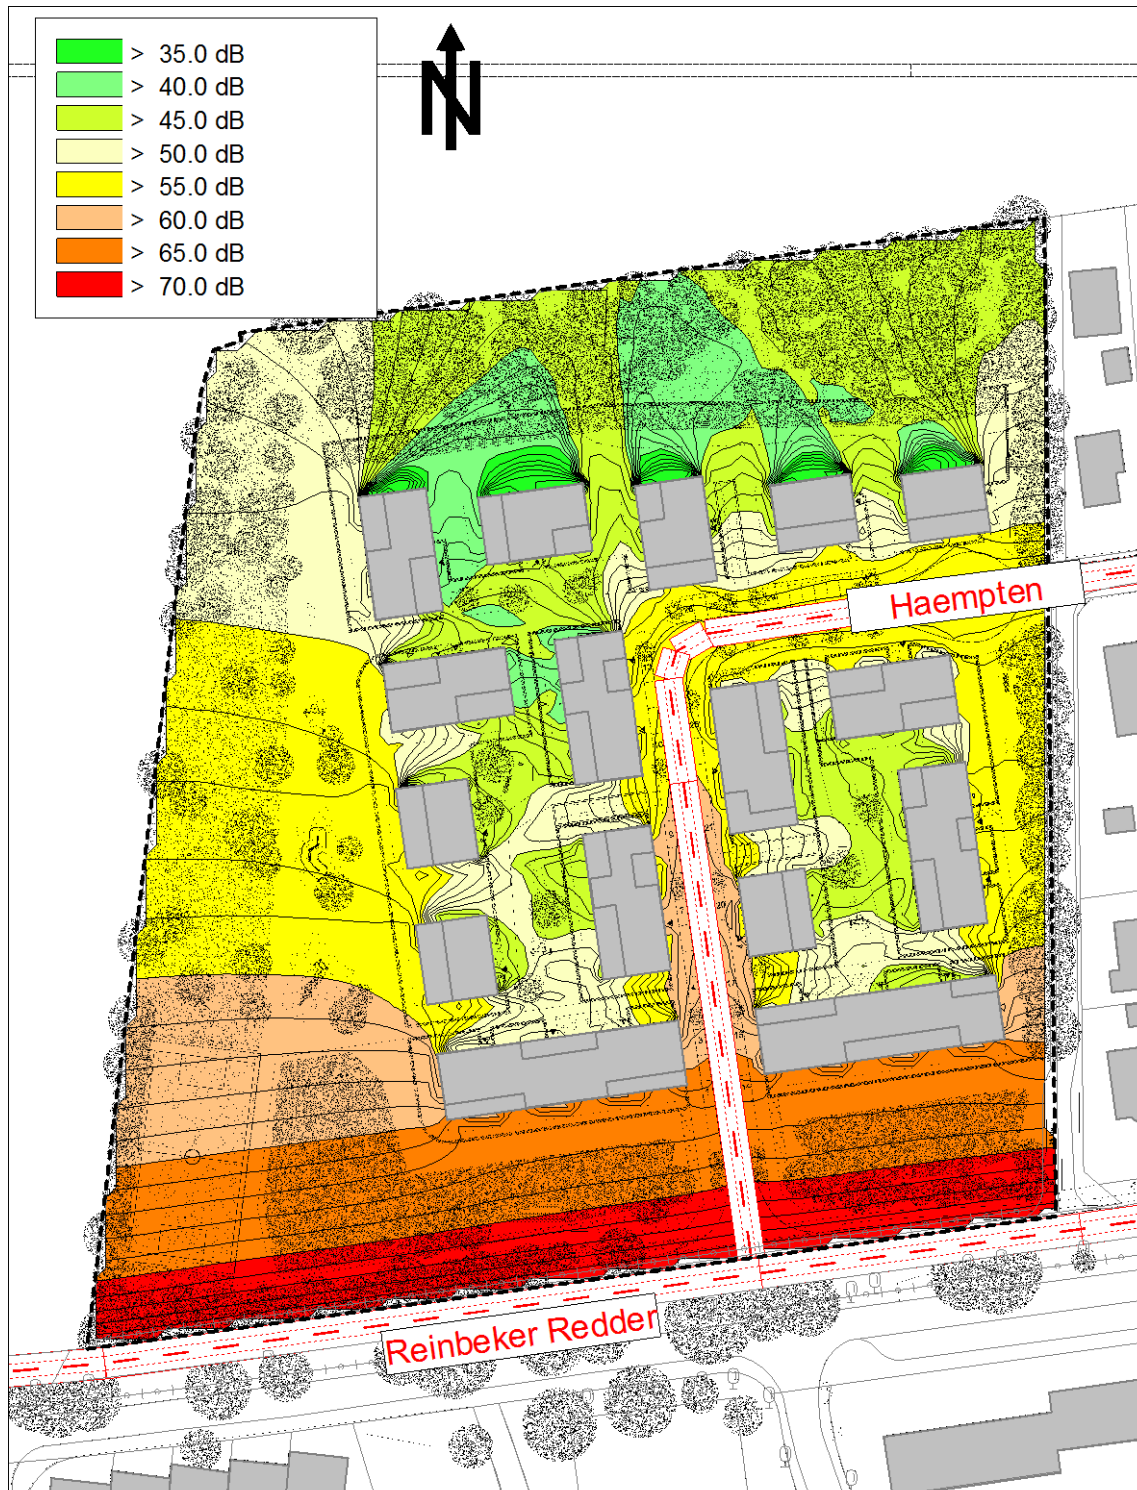 > 35.0 dB
> 40.0 dB
> 45.0 dB
> 50.0 dB
> 55.0 dB
> 60.0 dB
> 65.0 dB
> 70.0 dB
N
Haempten
Reinbeker Redder